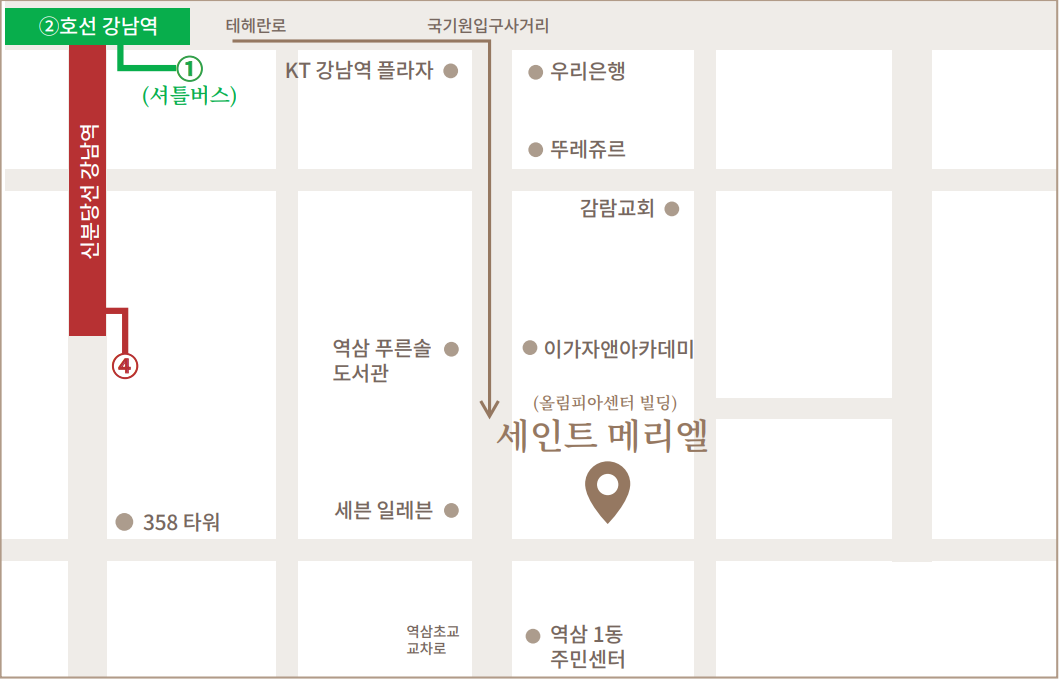 ②호선 강남역
테헤란로
국기원입구사거리
①
(셔틀버스)
KT 강남역 플라자
우리은행
뚜레쥬르
신분당선 강남역
감람교회
④
역삼 푸른솔
도서관
이가자앤아카데미
(올림피아센터 빌딩)
세인트 메리엘
세븐 일레븐
358 타워
역삼초교
교차로
역삼 1동
주민센터